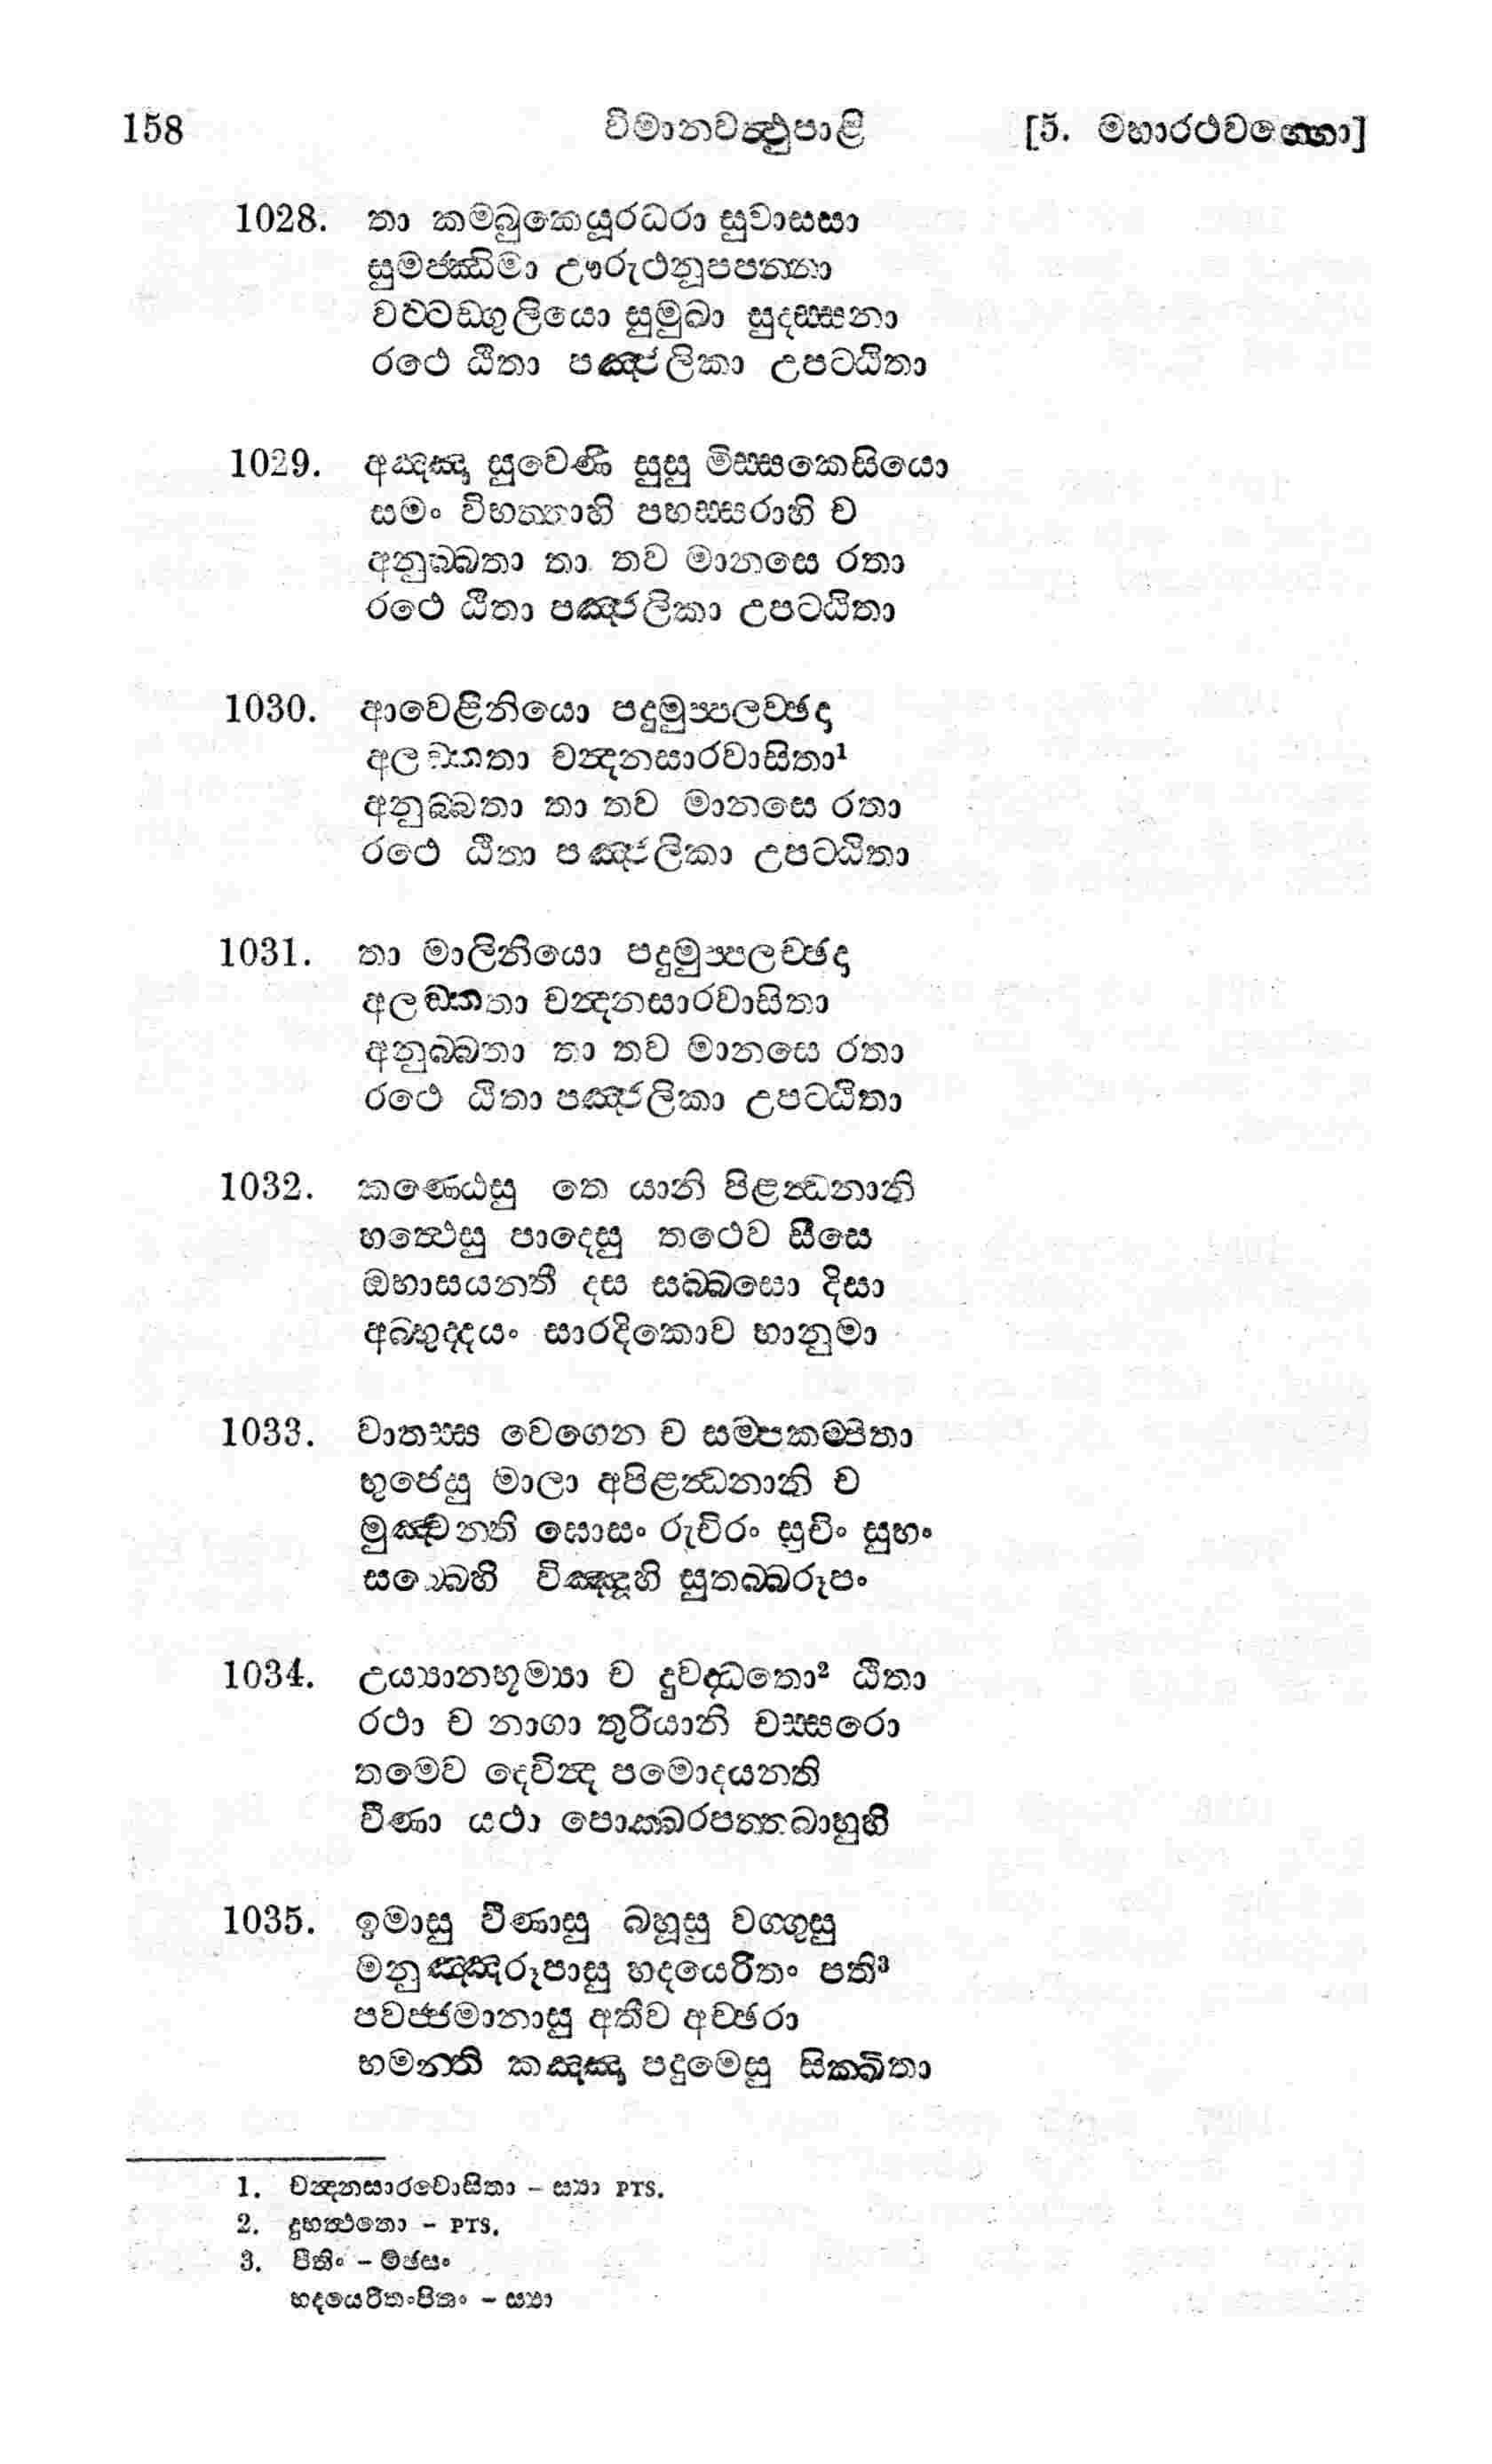 158 විමානවත්‍ථුපාළි [5. මහාරථවග්ගො]
1028. තා කම්බුකෙයූරධරා සුවාසසා
සුමජ්ඣිමා ඌරුථනූපපන්නා
වට්ටඞ්ගුලියො සුමුඛා සුදස්සනා
රථෙ ඨිතා පඤ්ජලිකා උපට්ඨිතා
1029. අඤ්ඤා සුවෙණී සුසු මිස්සකෙසියො
සමං විභත්තාහි පභස්සරාහි ච
අනුබ්බතා තා තව මානසෙ රතා
රථෙ ඨිතා පඤ්ජලිකා උපට්ඨිතා
1030. ආවෙළිනියො පදුමුප්පලච්ඡදා
අලඞ්කතා චන්‍දනසාරවාසිතා¹
අනුබ්බතා තා තව මානසෙ රතා
රථෙ ඨිතා පඤ්ජලිකා උපට්ඨිතා
1031. තා මාලිනියො පදුමුප්පලච්ඡදා
අලඞ්කතා චන්‍දනසාරවාසිතා
අනුබ්බතා තා තව මානසෙ රතා
රථෙ ඨිතා පඤ්ජලිකා උපට්ඨිතා
1032. කණ්ඨෙසු තෙ යානි පිළන්‍ධනානි
හත්‍ථෙසු පාදෙසු තථෙව සීසෙ
ඔභාසයන්ති දස සබ්බසො දිසා
අබ්භුද්දයං සාරදිකොව භානුමා
1033. වාතස්ස වෙගෙන ච සම්පකම්පිතා
භුජෙසු මාලා අපිළන්‍ධනානි ච
මුඤ්චන්ති ඝොසං රුචිරං සුචිං සුභං
සබ්බෙහි විඤ්ඤූහි සුතබ්බරූපං
1034. උය්‍යානභූම්‍යා ච දුවද්ධතො² ඨිතා
රථා ච නාගා තුරියානි චස්සරො
තමෙව දෙවින්‍ද පමොදයන්ති
වීණා යථා පොක්ඛරපත්තබාහුහි
1035. ඉමාසු වීණාසු බහූසු වග්ගුසු
මනුඤ්ඤරූපාසු හදයෙරිතං පති³
පවජ්ජමානාසු අතීව අච්ඡරා
භමන්ති කඤ්ඤා පදුමෙසු සික්ඛිතා
1. චන්‍දනසාරවොසිතා – ස්‍යා PTS.
2. දුභත්‍ථතො – PTS.
3. පීතිං – මඡසං
හදයෙරිතංපිතං – ස්‍යා